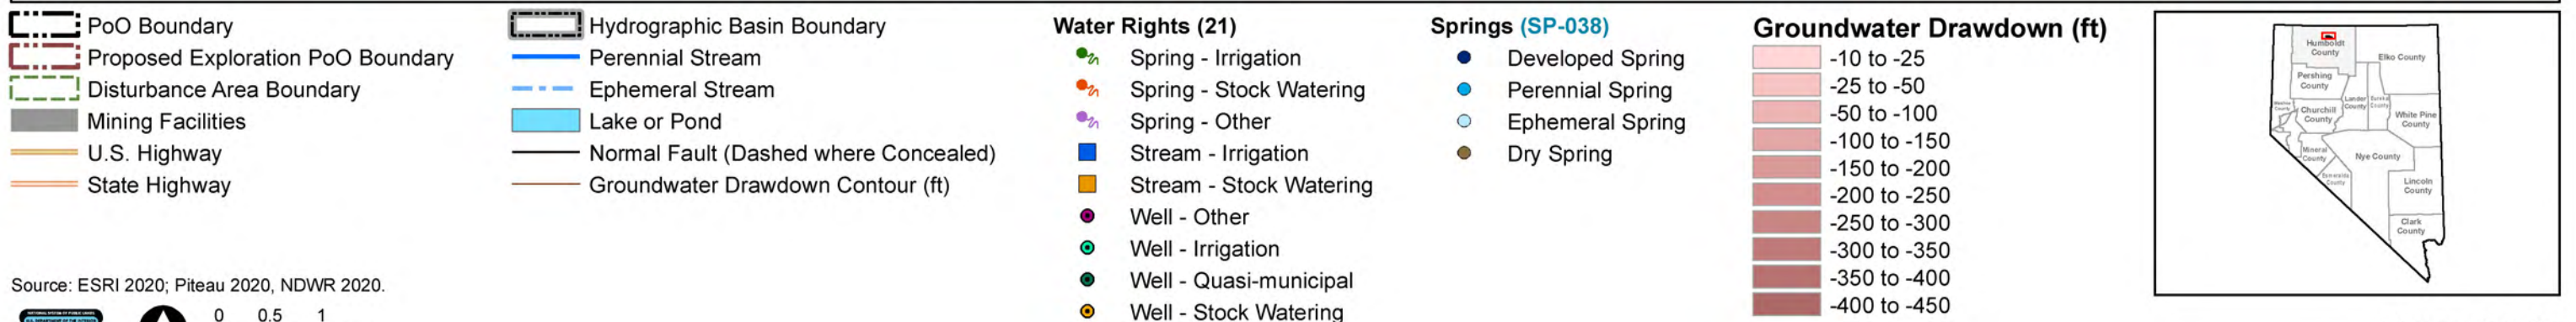 PoO Boundary
Proposed Exploration PoO Boundary
Disturbance Area Boundary
Mining Facilities
U.S. Highway
State Highway
Hydrographic Basin Boundary
Perennial Stream
Ephemeral Stream
Lake or Pond
Normal Fault (Dashed where Concealed)
Groundwater Drawdown Contour (ft)
Water Rights (21)
Spring - Irrigation
Spring - Stock Watering
Spring - Other
Stream - Irrigation
Stream - Stock Watering
Well - Other
Well - Irrigation
Well - Quasi-municipal
Well - Stock Watering
Springs (SP-038)
Developed Spring
Perennial Spring
Ephemeral Spring
Dry Spring
Groundwater Drawdown (ft)
-10 to -25
-25 to -50
-50 to -100
-100 to -150
-150 to -200
-200 to -250
-250 to -300
-300 to -350
-350 to -400
-400 to -450
Humboldt
County
Elko County
Pershing
County
Lander
County
Eureka
County
Churchill
County
White Pine
County
Mineral
County
Nye County
Esmeralda
County
Lincoln
County
Clark
County
Source: ESRI 2020; Piteau 2020, NDWR 2020.
0 0.5 1